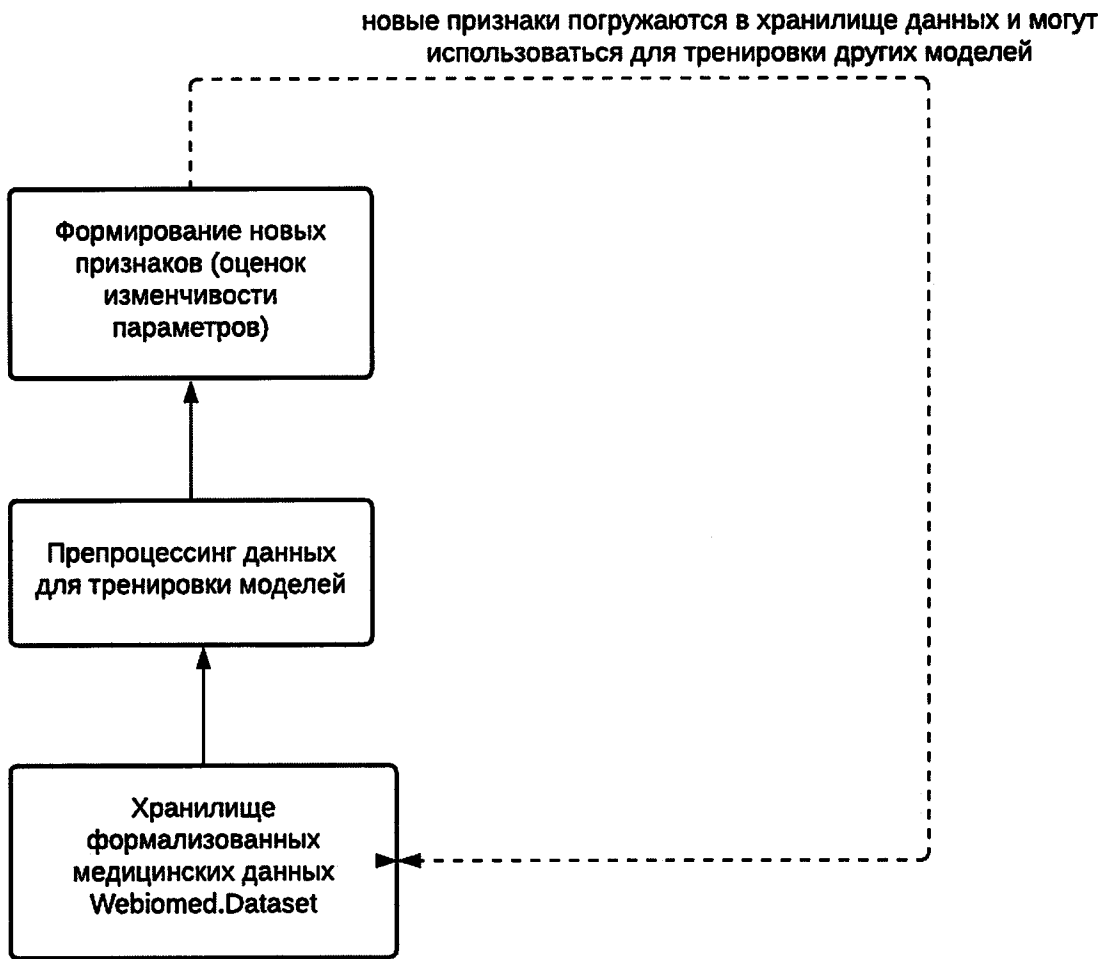 новые признаки погружаются в хранилище данных и могут
использоваться для тренировки других моделей
Формирование новых
признаков (оценок
изменчивости
параметров)
Препроцессинг данных
для тренировки моделей
Хранилище
формализованных
медицинских данных
Webiomed.Dataset